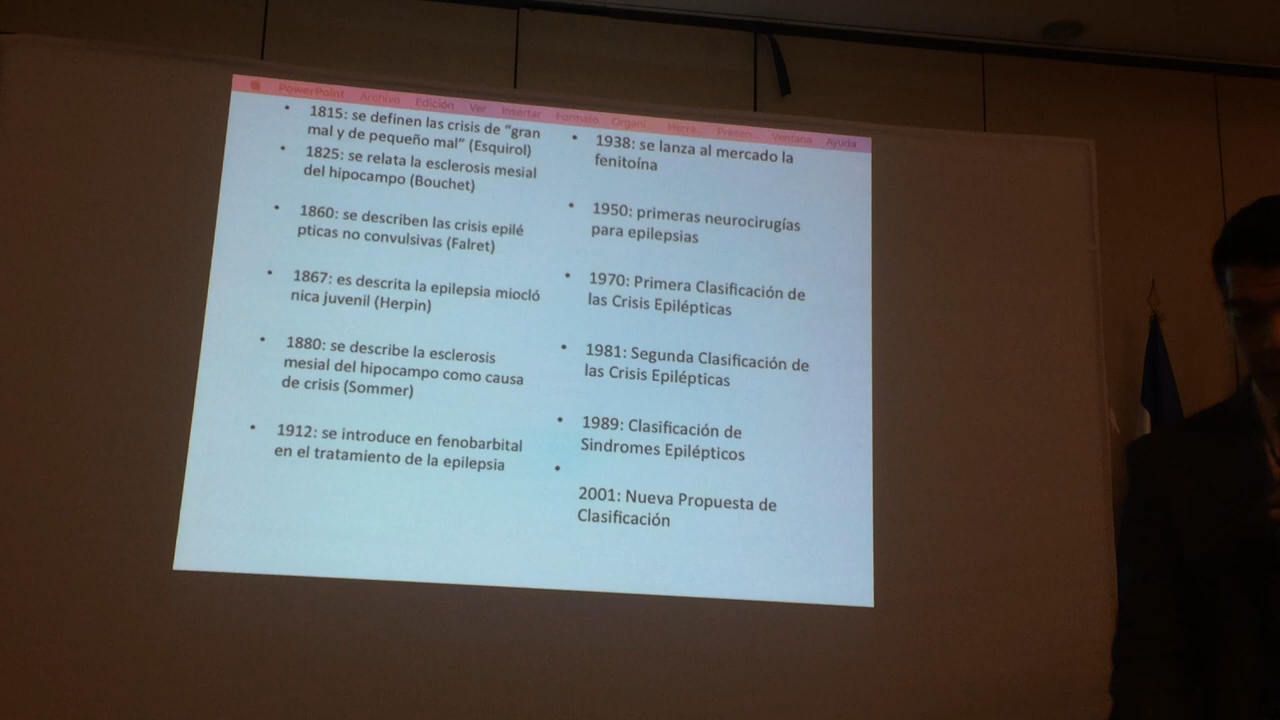 PowerPoint Archivo Edición Ver Insertar Formato Organi... Herra... Presen... Ventana Ayuda
• 1815: se definen las crisis de “gran
mal y de pequeño mal” (Esquirol)
• 1825: se relata la esclerosis mesial
del hipocampo (Bouchet)
• 1860: se describen las crisis epilé
pticas no convulsivas (Falret)
• 1867: es descrita la epilepsia miocló
nica juvenil (Herpin)
• 1880: se describe la esclerosis
mesial del hipocampo como causa
de crisis (Sommer)
• 1912: se introduce en fenobarbital
en el tratamiento de la epilepsia
• 1938: se lanza al mercado la
fenitoína
• 1950: primeras neurocirugías
para epilepsias
• 1970: Primera Clasificación de
las Crisis Epilépticas
• 1981: Segunda Clasificación de
las Crisis Epilépticas
• 1989: Clasificación de
Sindromes Epilépticos
•
2001: Nueva Propuesta de
Clasificación